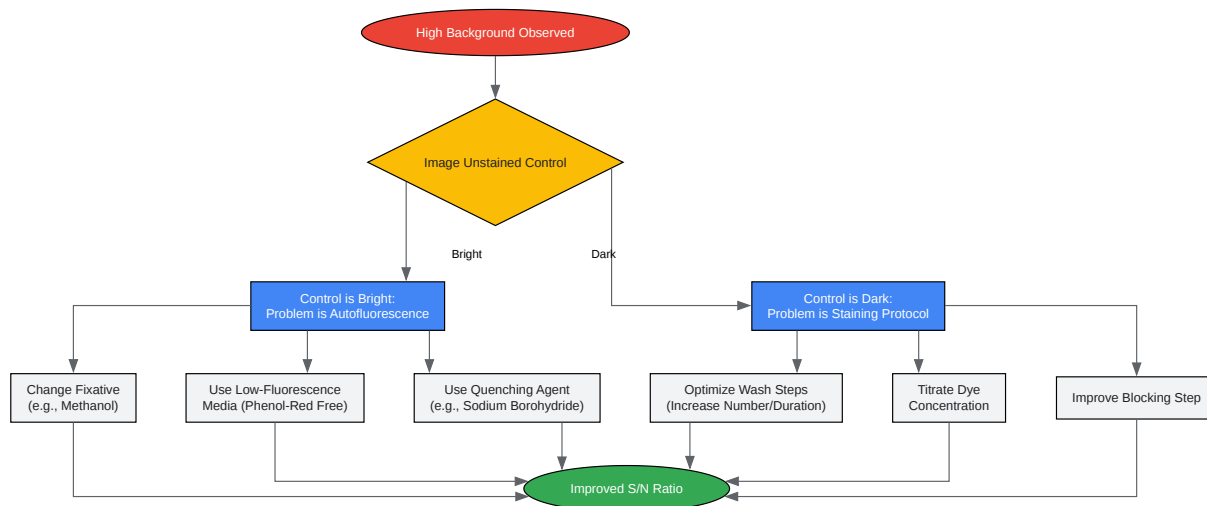 High Background Observed
Image Unstained Control
Bright
Dark
Control is Bright:
Problem is Autofluorescence
Control is Dark:
Problem is Staining Protocol
Change Fixative
(e.g., Methanol)
Use Low-Fluorescence
Media (Phenol-Red Free)
Use Quenching Agent
(e.g., Sodium Borohydride)
Optimize Wash Steps
(Increase Number/Duration)
Titrate Dye
Concentration
Improve Blocking Step
Improved S/N Ratio